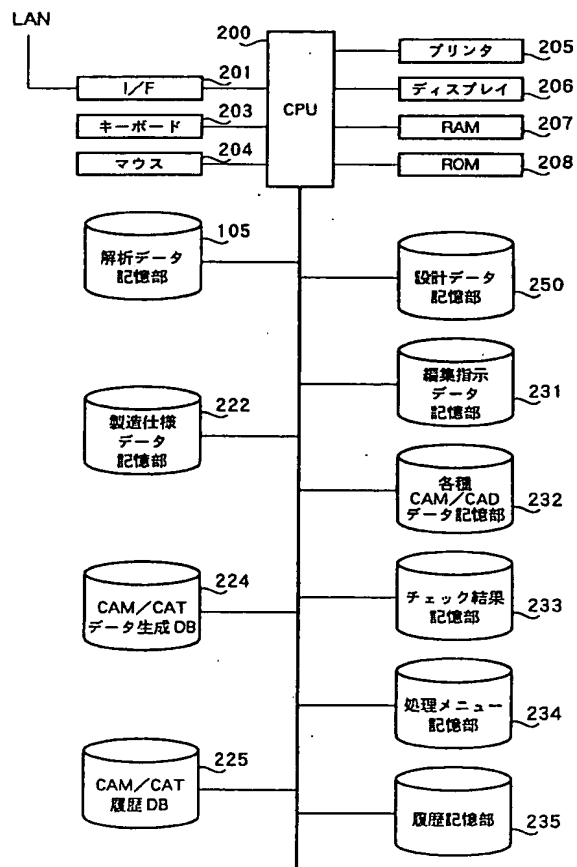 LAN
200
CPU
I/F
201
キーボード
203
マウス
204
プリンタ
205
ディスプレイ
206
RAM
207
ROM
208
解析データ
記憶部
105
設計データ
記憶部
250
編集指示
データ
記憶部
231
製造仕様
データ
記憶部
222
各種
CAM/CAD
データ記憶部
232
CAM/CAT
データ生成DB
224
チェック結果
記憶部
233
処理メニュー
記憶部
234
CAM/CAT
履歴DB
225
履歴記憶部
235